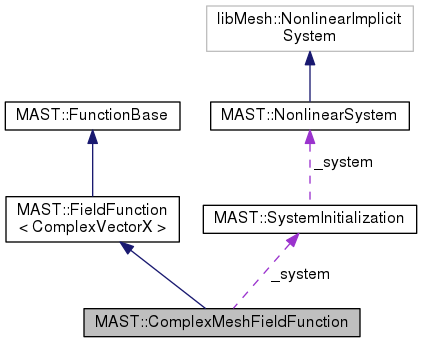 libMesh::NonlinearImplicit
System
MAST::FunctionBase
MAST::NonlinearSystem
_system
MAST::FieldFunction
< ComplexVectorX >
MAST::SystemInitialization
_system
MAST::ComplexMeshFieldFunction